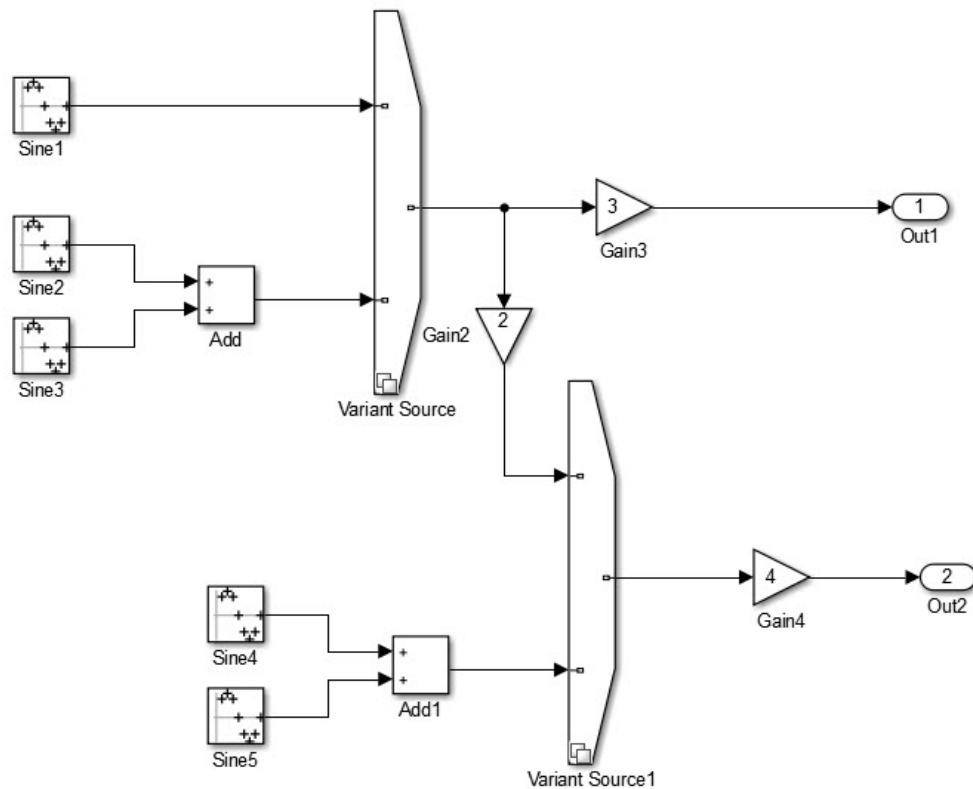 Sine1
Sine2
+
+
Add
Sine3
Variant Source
3
Gain3
1
Out1
2
Gain2
Sine4
+
+
Add1
Sine5
Variant Source1
4
Gain4
2
Out2